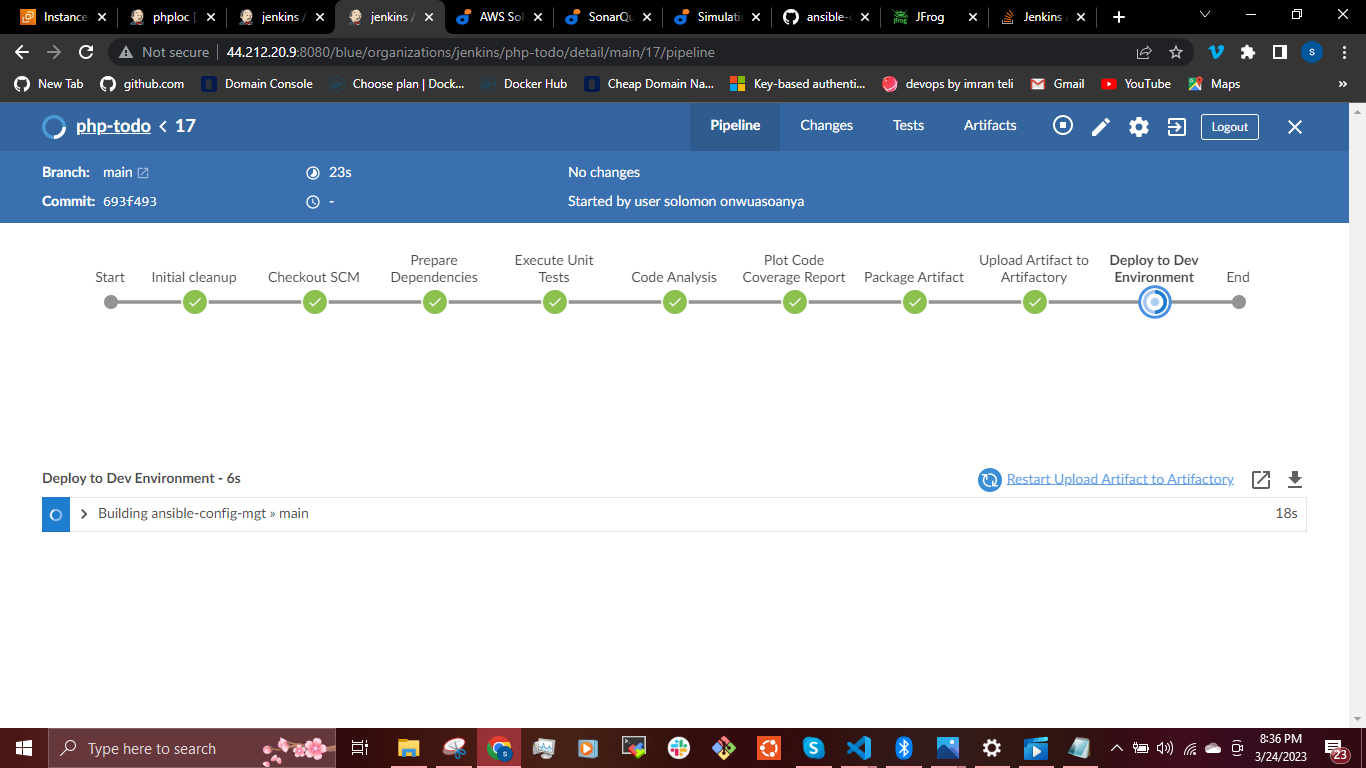 Instance
phploc [
jenkins /
jenkins /
AWS Sol
SonarQu
Simulati
ansible-c
JFrog
Jenkins A
Not secure
44.212.20.9:8080/blue/organizations/jenkins/php-todo/detail/main/17/pipeline
s
New Tab
github.com
Domain Console
Choose plan | Dock...
Docker Hub
Cheap Domain Na...
Key-based authenti...
devops by imran teli
Gmail
YouTube
Maps
»
php-todo < 17
Pipeline
Changes
Tests
Artifacts
Logout
Branch: main
23s
No changes
Commit: 693f493
-
Started by user solomon onwuasoanya
Start
Initial cleanup
Checkout SCM
Prepare
Dependencies
Execute Unit
Tests
Code Analysis
Plot Code
Coverage Report
Package Artifact
Upload Artifact to
Artifactory
Deploy to Dev
Environment
End
Deploy to Dev Environment - 6s
Restart Upload Artifact to Artifactory
Building ansible-config-mgt » main
18s
Type here to search
8:36 PM
3/24/2023
23